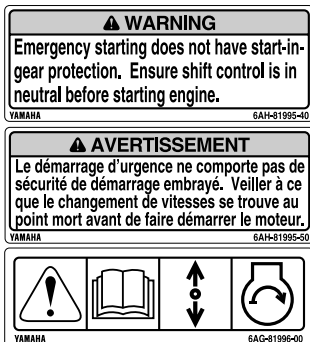 WARNING
Emergency starting does not have start-in-
gear protection. Ensure shift control is in
neutral before starting engine.
YAMAHA 6AH-81995-40
AVERTISSEMENT
Le démarrage d'urgence ne comporte pas de
sécurité de démarrage embrayé. Veiller à ce
que le changement de vitesses se trouve au
point mort avant de faire démarrer le moteur.
YAMAHA 6AH-81995-50
YAMAHA 6AG-81996-00